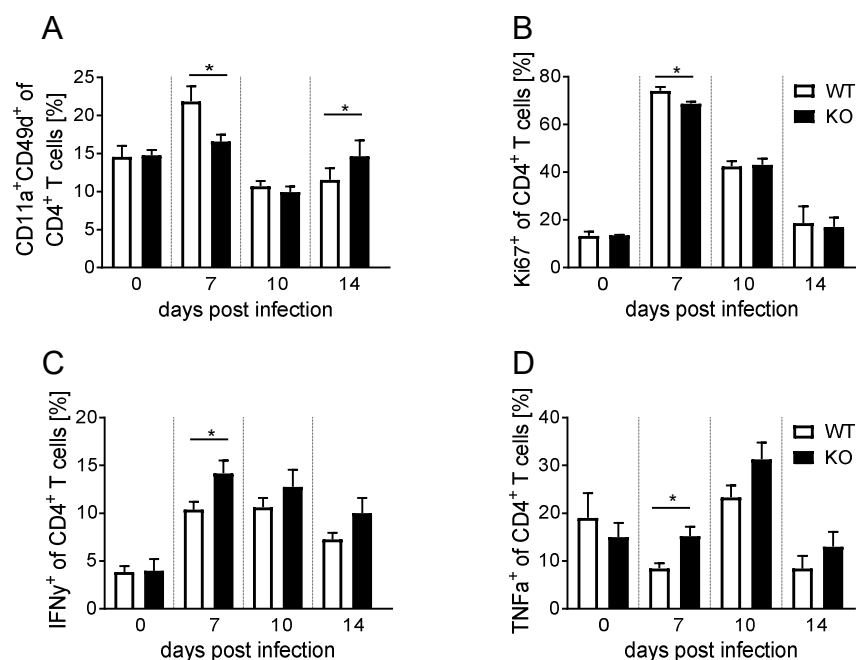 A
CD11a⁺CD49d⁺ of
CD4⁺ T cells [%]
25
20
15
10
5
0
*
*
0 7 10 14
days post infection
B
Ki67⁺ of CD4⁺ T cells [%]
80
60
40
20
0
*
WT
KO
0 7 10 14
days post infection
C
IFNy⁺ of CD4⁺ T cells [%]
20
15
10
5
0
*
0 7 10 14
days post infection
D
TNFa⁺ of CD4⁺ T cells [%]
40
30
20
10
0
*
WT
KO
0 7 10 14
days post infection